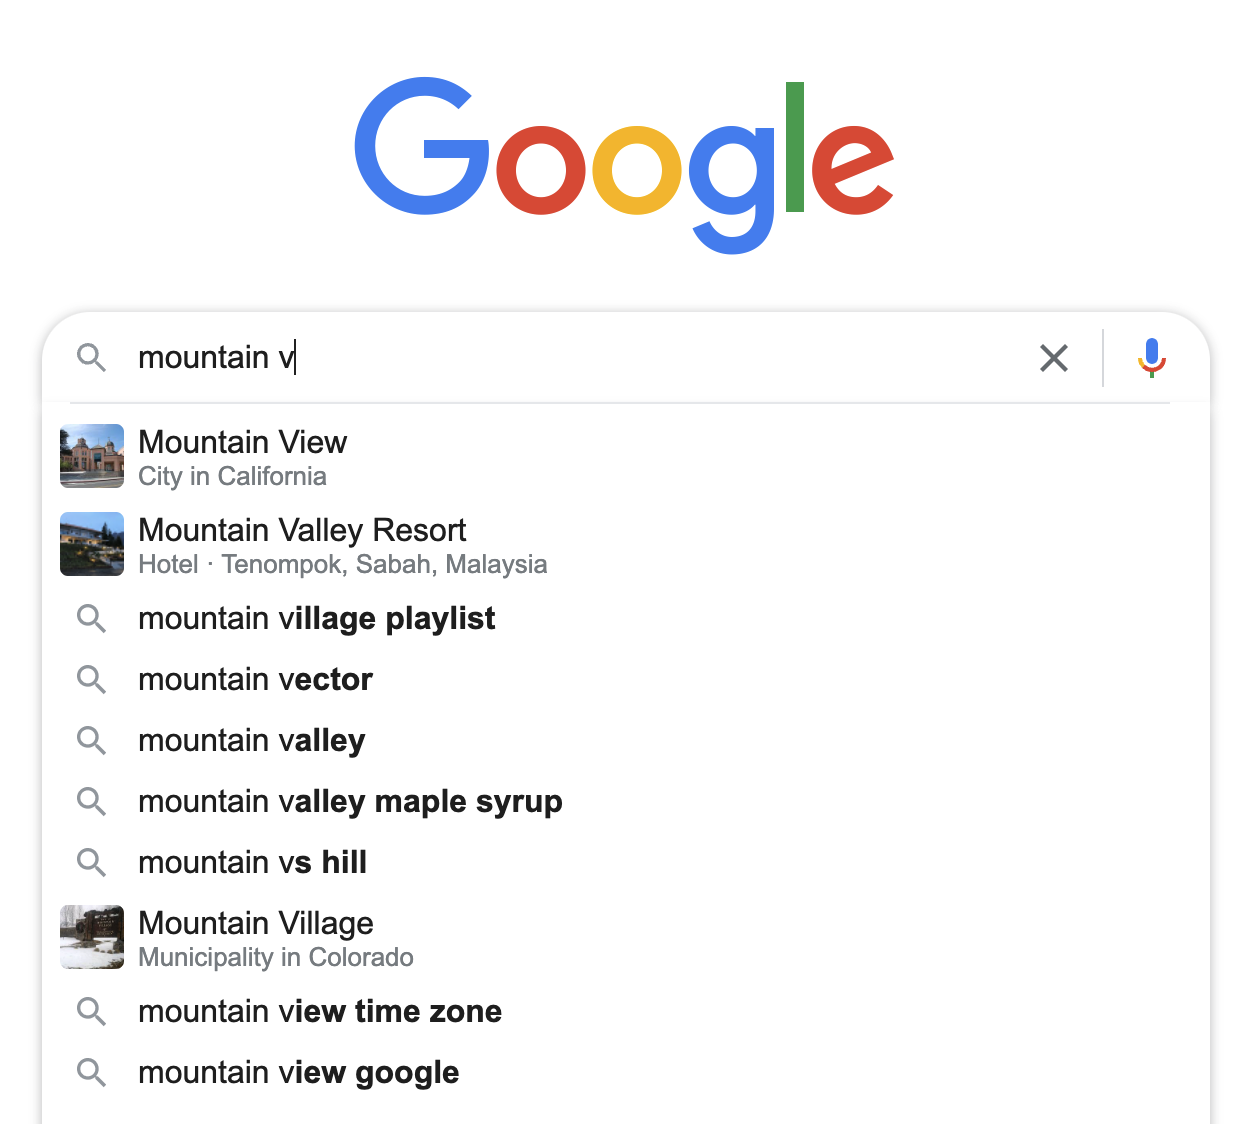 Google
mountain v
Mountain View
City in California
Mountain Valley Resort
Hotel · Tenompok, Sabah, Malaysia
mountain village playlist
mountain vector
mountain valley
mountain valley maple syrup
mountain vs hill
Mountain Village
Municipality in Colorado
mountain view time zone
mountain view google